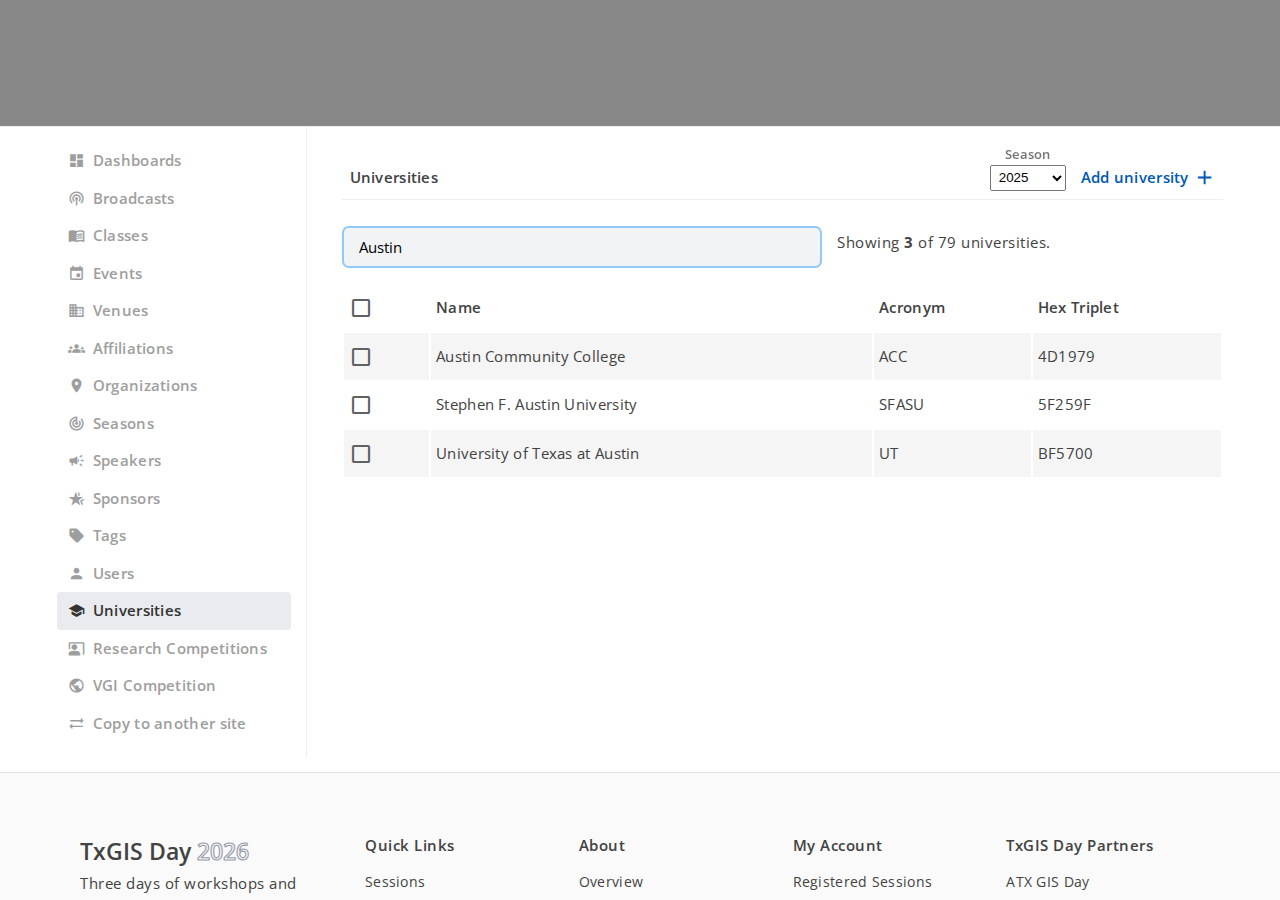 Dashboards
Broadcasts
Classes
Events
Venues
Affiliations
Organizations
Seasons
Speakers
Sponsors
Tags
Users
Universities
Research Competitions
VGI Competition
Copy to another site
Season
Universities
2025
Add university
Austin
Showing 3 of 79 universities.
Name Acronym Hex Triplet
Austin Community College ACC 4D1979
Stephen F. Austin University SFASU 5F259F
University of Texas at Austin UT BF5700
TxGIS Day 2026
Three days of workshops and
Quick Links
Sessions
About
Overview
My Account
Registered Sessions
TxGIS Day Partners
ATX GIS Day